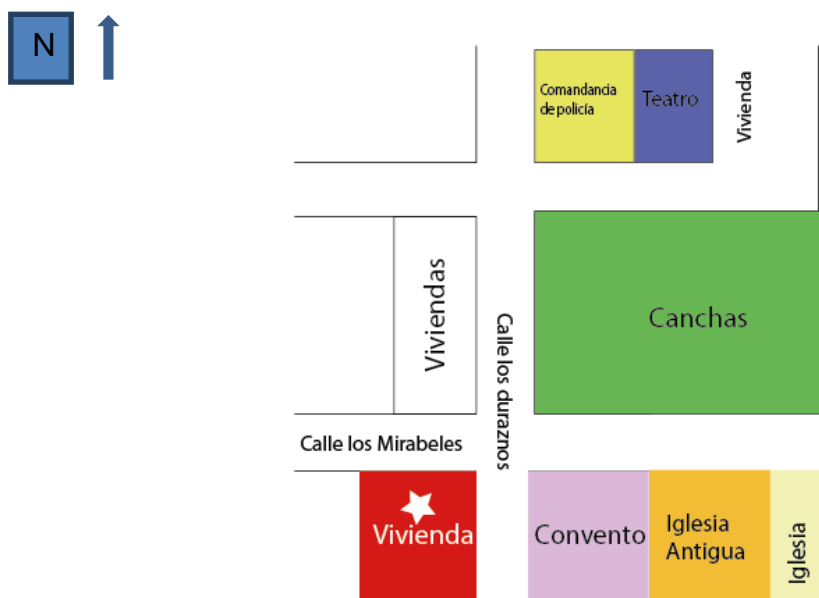 N
Comandancia
de policía
Teatro
Vivienda
Viviendas
Calle los duraznos
Canchas
Calle los Mirabeles
Vivienda
Convento
Iglesia
Antigua
Iglesia